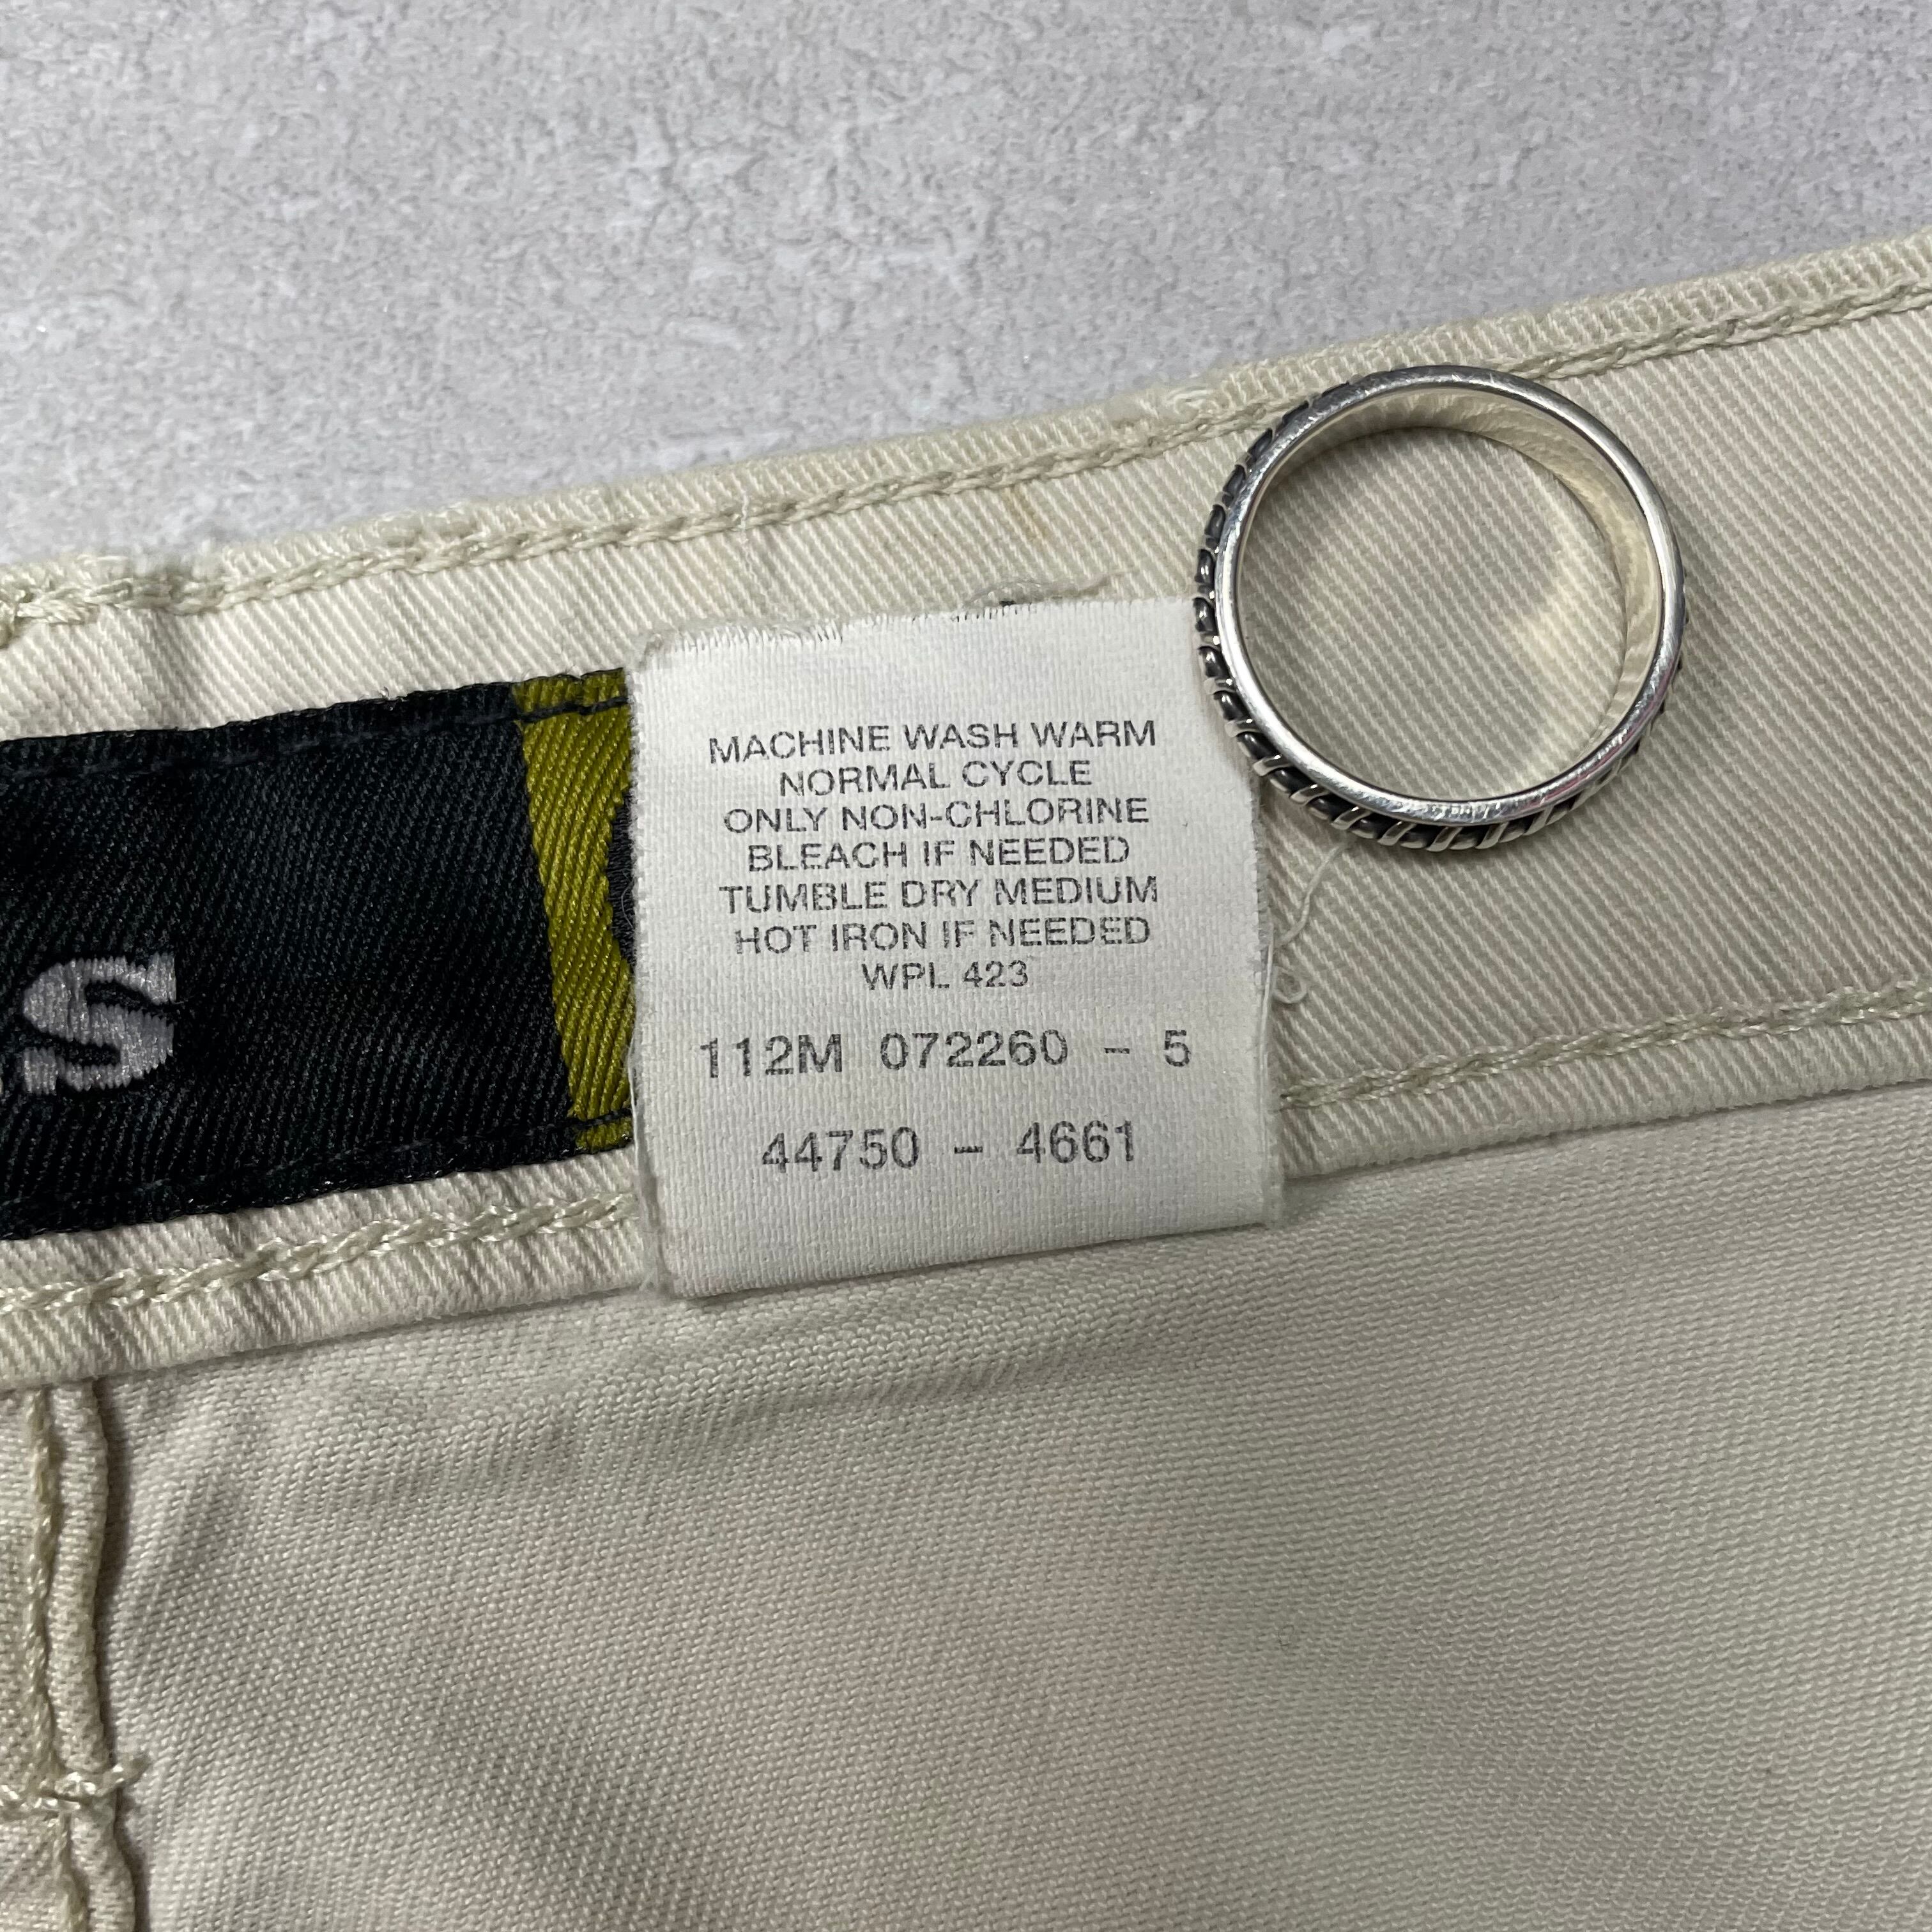 S
MACHINE WASH WARM
NORMAL CYCLE
ONLY NON-CHLORINE
BLEACH IF NEEDED
TUMBLE DRY MEDIUM
HOT IRON IF NEEDED
WPL 423
112M 072260 - 5
44750 - 4661